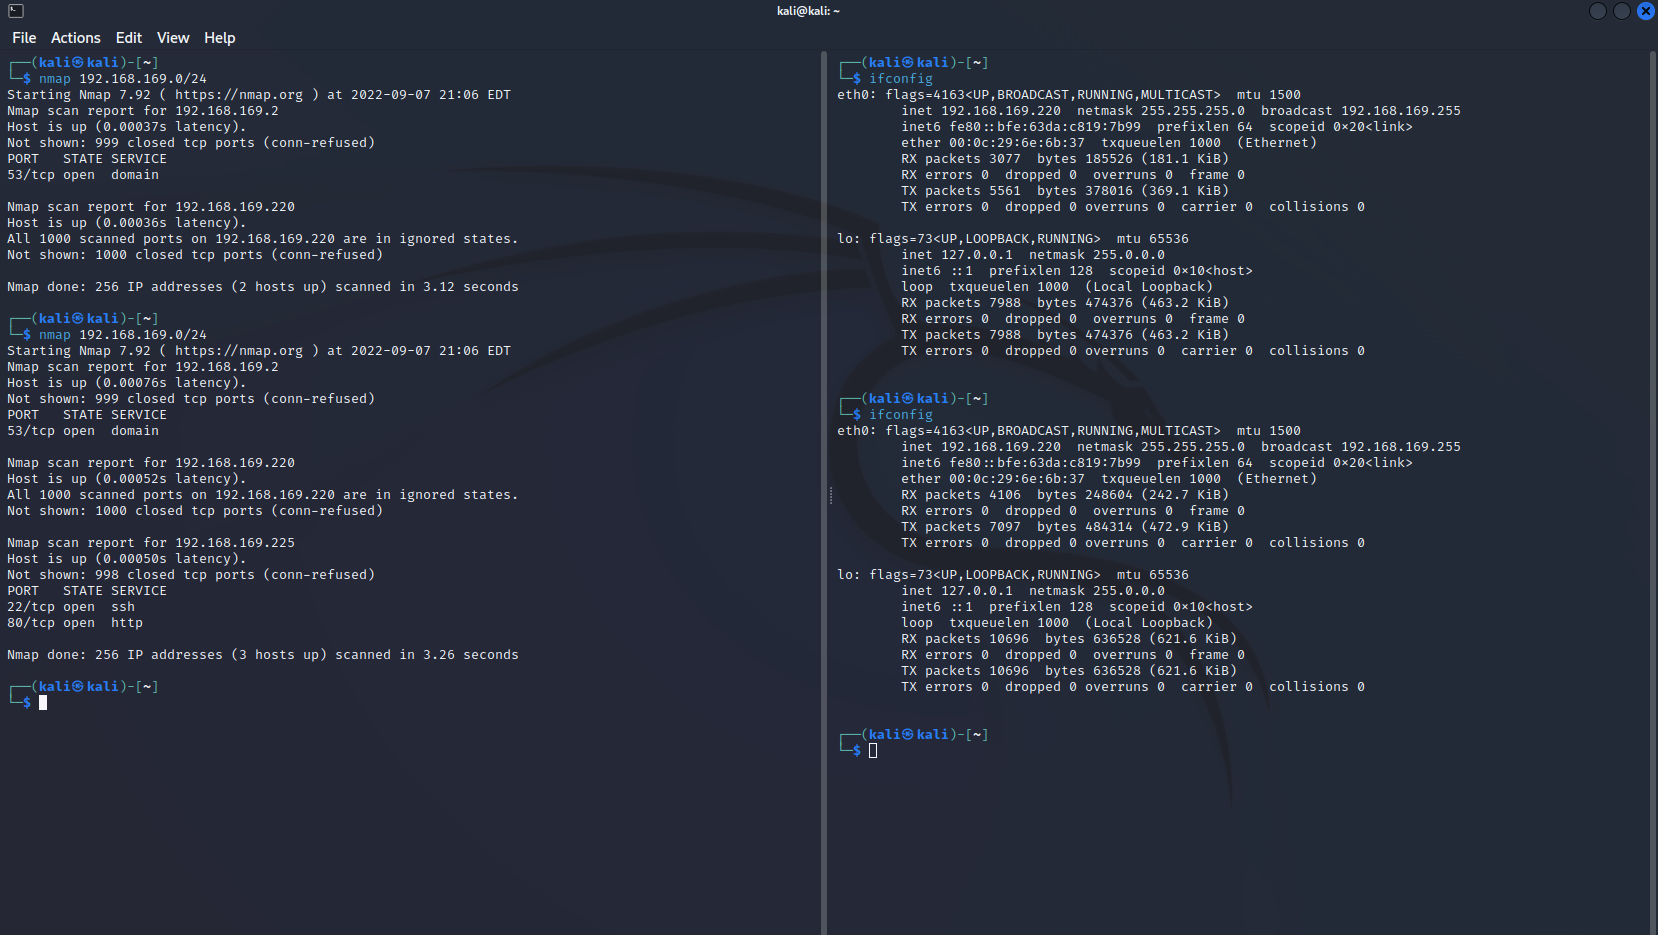 kali@kali: ~
File Actions Edit View Help
┌──(kali㉿kali)-[~]
└─$ nmap 192.168.169.0/24
Starting Nmap 7.92 ( https://nmap.org ) at 2022-09-07 21:06 EDT
Nmap scan report for 192.168.169.2
Host is up (0.00037s latency).
Not shown: 999 closed tcp ports (conn-refused)
PORT   STATE SERVICE
53/tcp open  domain
Nmap scan report for 192.168.169.220
Host is up (0.00036s latency).
All 1000 scanned ports on 192.168.169.220 are in ignored states.
Not shown: 1000 closed tcp ports (conn-refused)
Nmap done: 256 IP addresses (2 hosts up) scanned in 3.12 seconds
┌──(kali㉿kali)-[~]
└─$ nmap 192.168.169.0/24
Starting Nmap 7.92 ( https://nmap.org ) at 2022-09-07 21:06 EDT
Nmap scan report for 192.168.169.2
Host is up (0.00076s latency).
Not shown: 999 closed tcp ports (conn-refused)
PORT   STATE SERVICE
53/tcp open  domain
Nmap scan report for 192.168.169.220
Host is up (0.00052s latency).
All 1000 scanned ports on 192.168.169.220 are in ignored states.
Not shown: 1000 closed tcp ports (conn-refused)
Nmap scan report for 192.168.169.225
Host is up (0.00050s latency).
Not shown: 998 closed tcp ports (conn-refused)
PORT   STATE SERVICE
22/tcp open  ssh
80/tcp open  http
Nmap done: 256 IP addresses (3 hosts up) scanned in 3.26 seconds
┌──(kali㉿kali)-[~]
└─$
┌──(kali㉿kali)-[~]
└─$ ifconfig
eth0: flags=4163<UP,BROADCAST,RUNNING,MULTICAST>  mtu 1500
inet 192.168.169.220  netmask 255.255.255.0  broadcast 192.168.169.255
inet6 fe80::bfe:63da:c819:7b99  prefixlen 64  scopeid 0×20<link>
ether 00:0c:29:6e:6b:37  txqueuelen 1000  (Ethernet)
RX packets 3077  bytes 185526 (181.1 KiB)
RX errors 0  dropped 0  overruns 0  frame 0
TX packets 5561  bytes 378016 (369.1 KiB)
TX errors 0  dropped 0 overruns 0  carrier 0  collisions 0
lo: flags=73<UP,LOOPBACK,RUNNING>  mtu 65536
inet 127.0.0.1  netmask 255.0.0.0
inet6 ::1  prefixlen 128  scopeid 0×10<host>
loop  txqueuelen 1000  (Local Loopback)
RX packets 7988  bytes 474376 (463.2 KiB)
RX errors 0  dropped 0  overruns 0  frame 0
TX packets 7988  bytes 474376 (463.2 KiB)
TX errors 0  dropped 0 overruns 0  carrier 0  collisions 0
┌──(kali㉿kali)-[~]
└─$ ifconfig
eth0: flags=4163<UP,BROADCAST,RUNNING,MULTICAST>  mtu 1500
inet 192.168.169.220  netmask 255.255.255.0  broadcast 192.168.169.255
inet6 fe80::bfe:63da:c819:7b99  prefixlen 64  scopeid 0×20<link>
ether 00:0c:29:6e:6b:37  txqueuelen 1000  (Ethernet)
RX packets 4106  bytes 248604 (242.7 KiB)
RX errors 0  dropped 0  overruns 0  frame 0
TX packets 7097  bytes 484314 (472.9 KiB)
TX errors 0  dropped 0 overruns 0  carrier 0  collisions 0
lo: flags=73<UP,LOOPBACK,RUNNING>  mtu 65536
inet 127.0.0.1  netmask 255.0.0.0
inet6 ::1  prefixlen 128  scopeid 0×10<host>
loop  txqueuelen 1000  (Local Loopback)
RX packets 10696  bytes 636528 (621.6 KiB)
RX errors 0  dropped 0  overruns 0  frame 0
TX packets 10696  bytes 636528 (621.6 KiB)
TX errors 0  dropped 0 overruns 0  carrier 0  collisions 0
┌──(kali㉿kali)-[~]
└─$